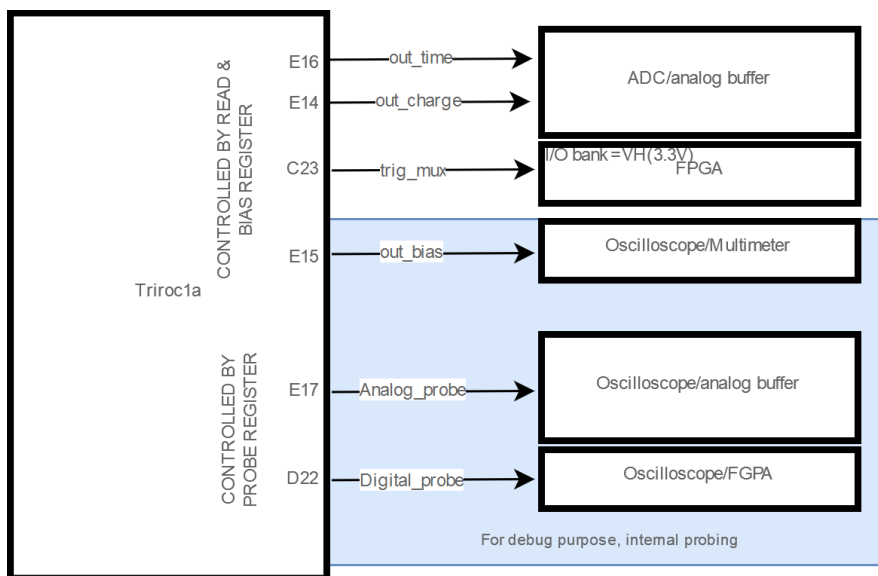 E16
out_time
ADC/analog buffer
E14
out_charge
CONTROLLED BY READ &
BIAS REGISTER
I/O bank=VH(3.3V)
C23
trig_mux
FPGA
E15
out_bias
Oscilloscope/Multimeter
Triroc1a
CONTROLLED BY
PROBE REGISTER
E17
Analog_probe
Oscilloscope/analog buffer
D22
Digital_probe
Oscilloscope/FGPA
For debug purpose, internal probing